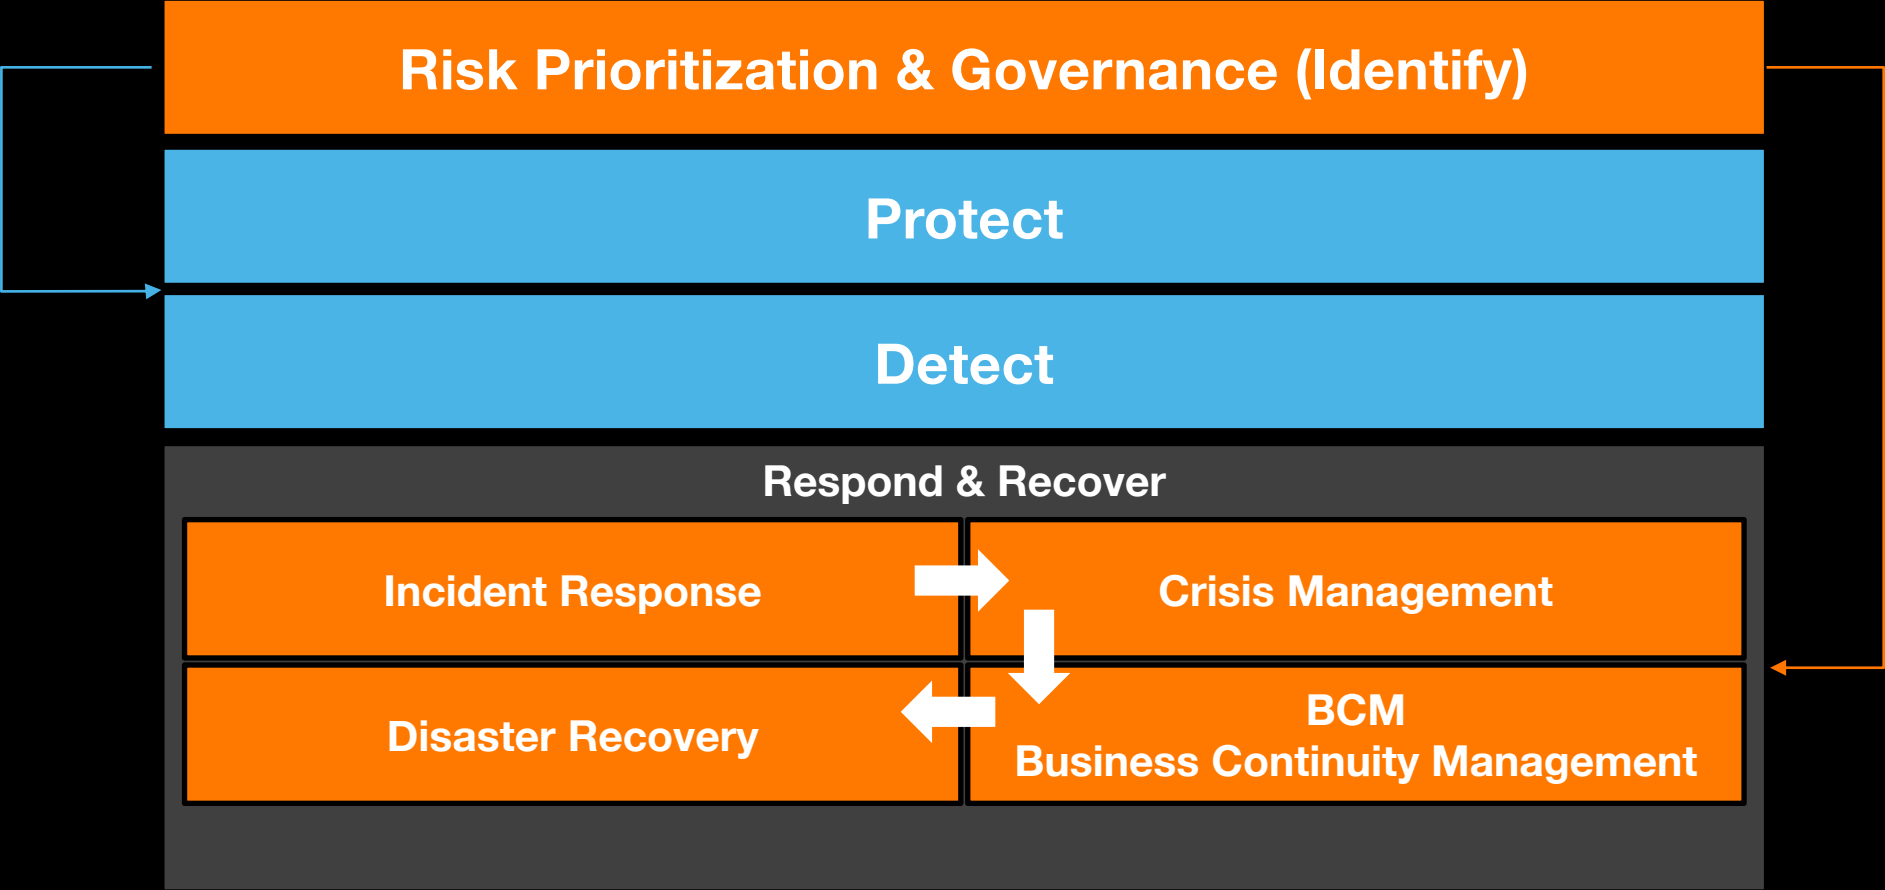 Risk Prioritization & Governance (Identify)
Protect
Detect
Respond & Recover
Incident Response
Crisis Management
Disaster Recovery
BCM
Business Continuity Management